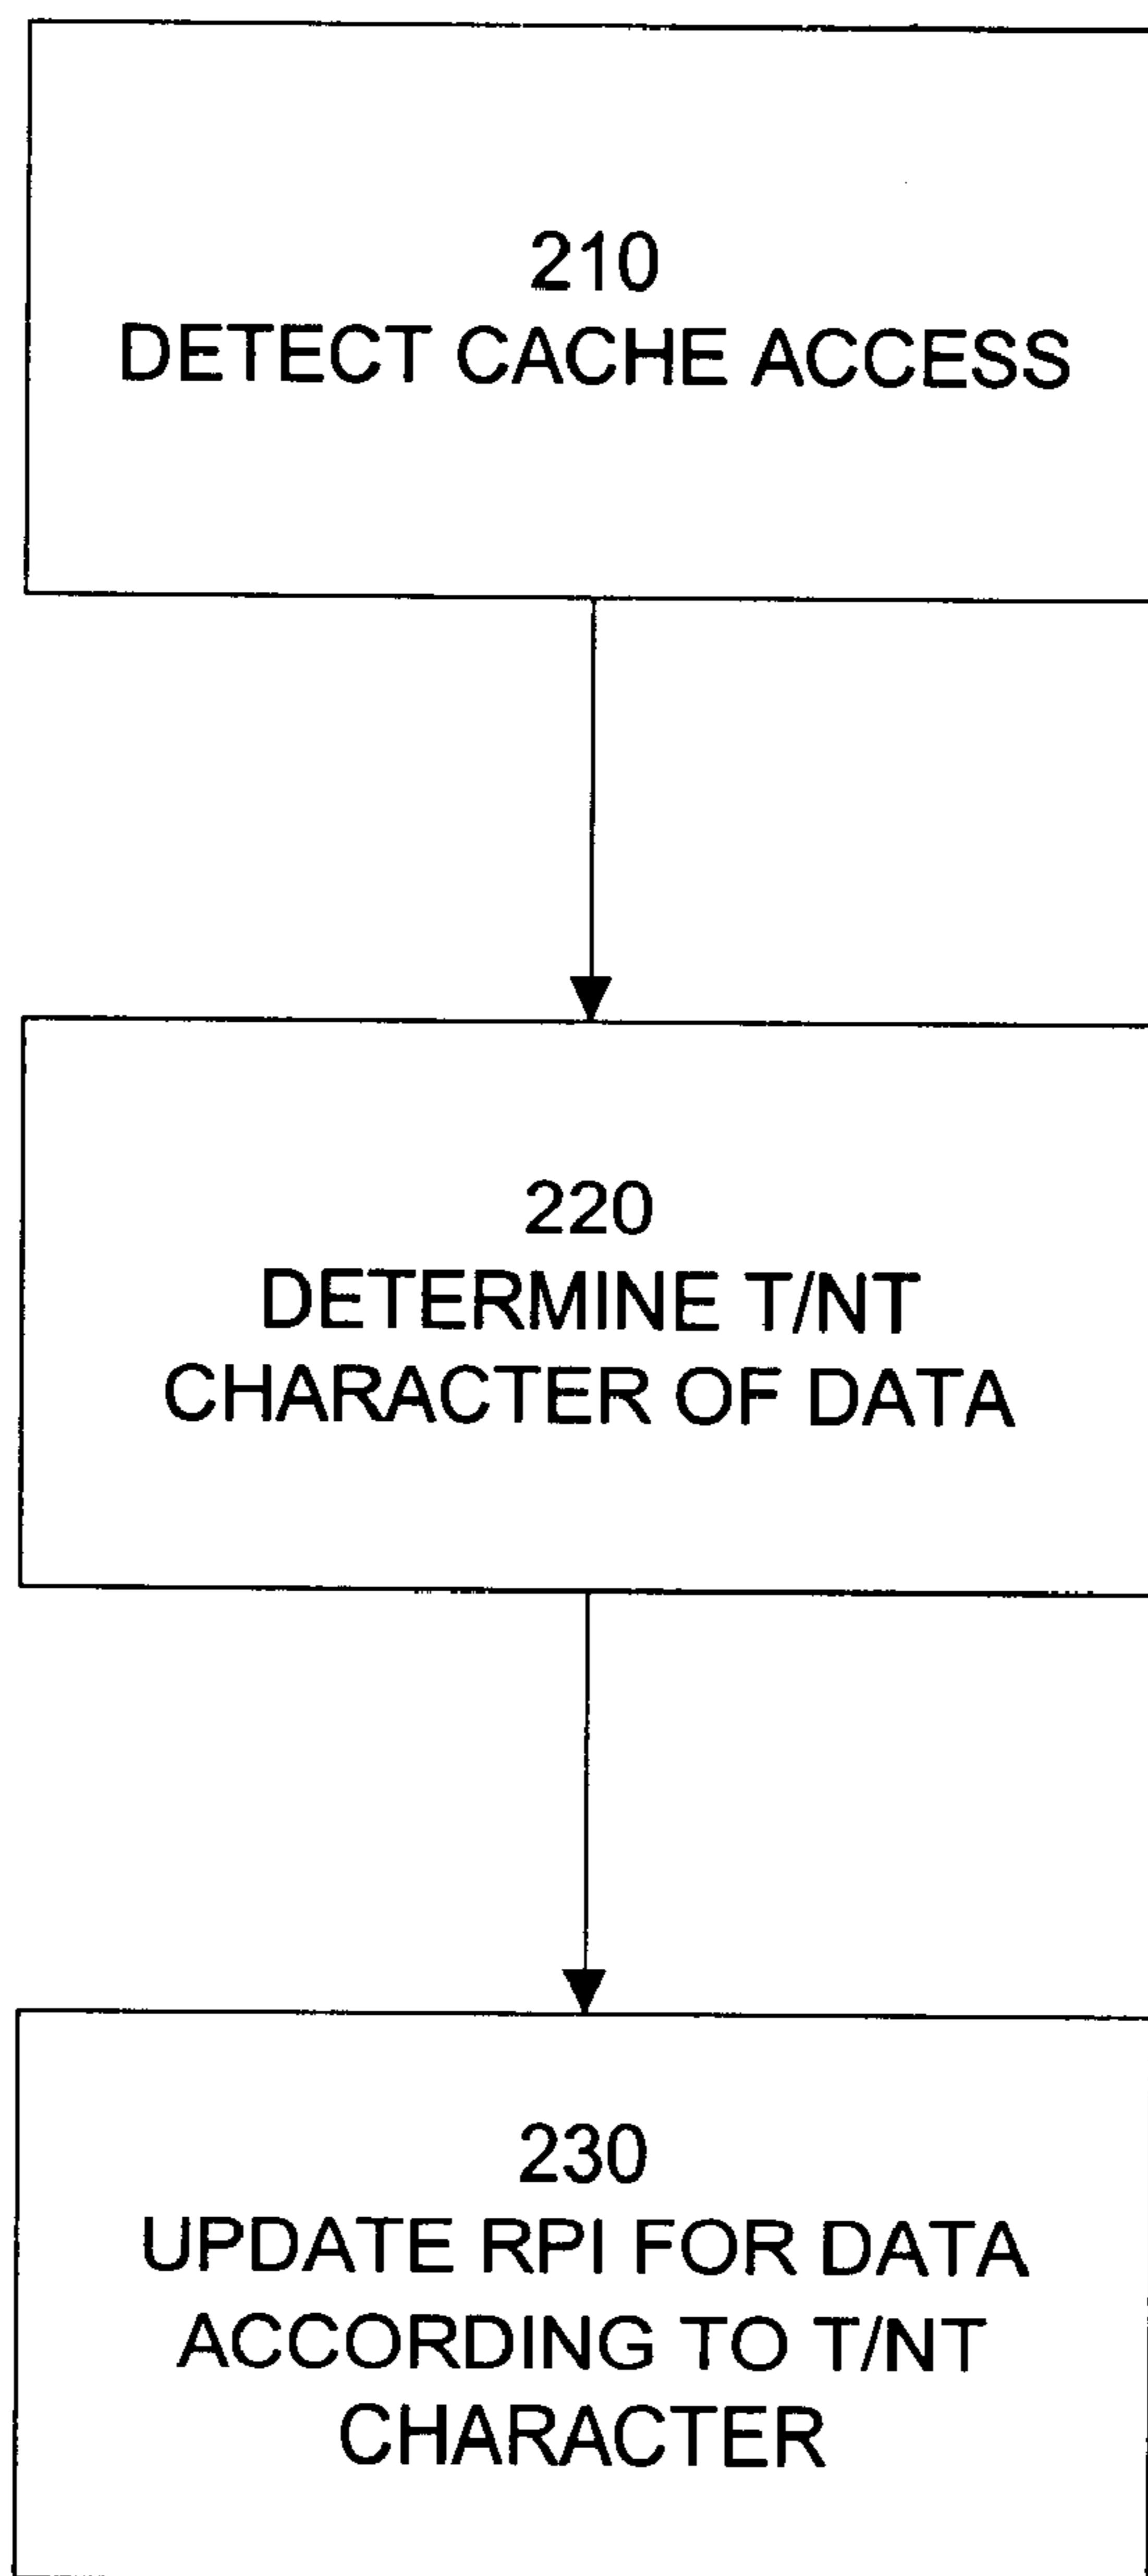 210
DETECT CACHE ACCESS
220
DETERMINE T/NT
CHARACTER OF DATA
230
UPDATE RPI FOR DATA
ACCORDING TO T/NT
CHARACTER